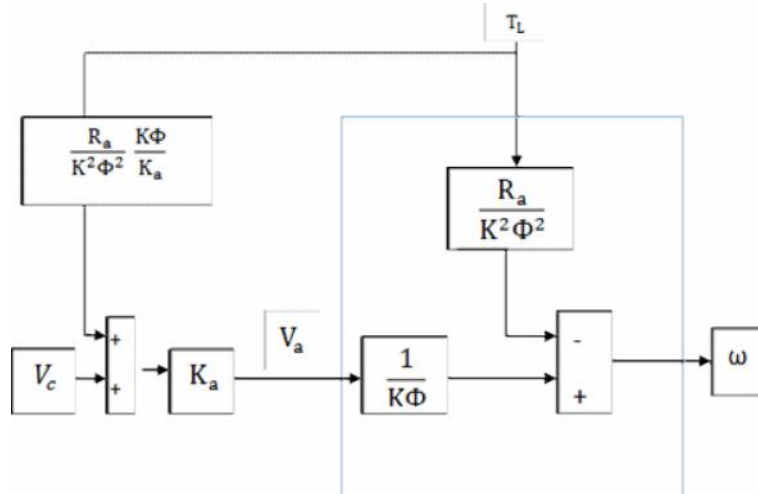 T_L
R_a KΦ
K²Φ² K_a
R_a
K²Φ²
+
+
V_c
K_a
V_a
1
KΦ
-
+
ω